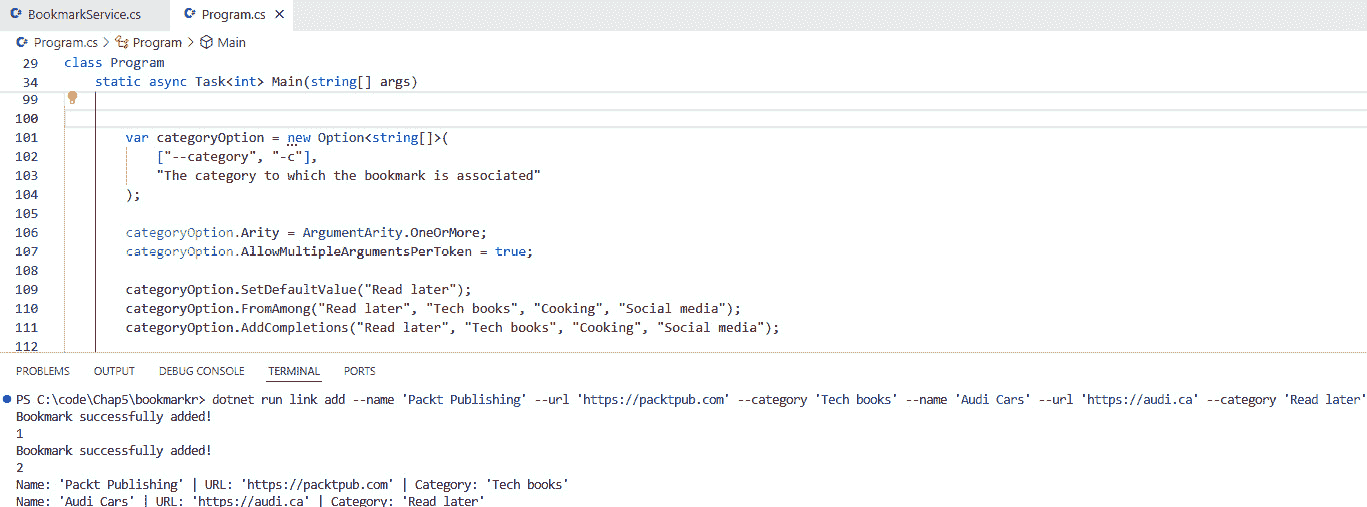 BookmarkService.cs Program.cs
Program.cs > Program > Main
29 class Program
34 static async Task<int> Main(string[] args)
99
100
101 var categoryOption = new Option<string[]>(
102 ["--category", "-c"],
103 "The category to which the bookmark is associated"
104 );
105
106 categoryOption.Arity = ArgumentArity.OneOrMore;
107 categoryOption.AllowMultipleArgumentsPerToken = true;
108
109 categoryOption.SetDefaultValue("Read later");
110 categoryOption.FromAmong("Read later", "Tech books", "Cooking", "Social media");
111 categoryOption.AddCompletions("Read later", "Tech books", "Cooking", "Social media");
112
PROBLEMS OUTPUT DEBUG CONSOLE TERMINAL PORTS
PS C:\code\Chap5\bookmarkr> dotnet run link add --name 'Packt Publishing' --url 'https://packtpub.com' --category 'Tech books' --name 'Audi Cars' --url 'https://audi.ca' --category 'Read later'
Bookmark successfully added!
1
Bookmark successfully added!
2
Name: 'Packt Publishing' | URL: 'https://packtpub.com' | Category: 'Tech books'
Name: 'Audi Cars' | URL: 'https://audi.ca' | Category: 'Read later'